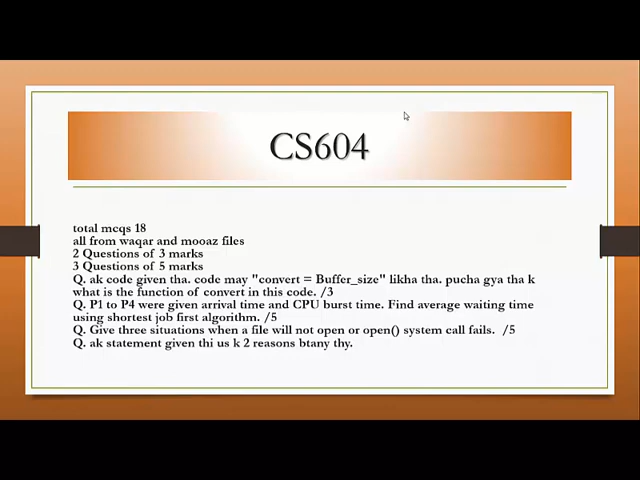 CS604
total mcqs 18
all from waqar and mooaz files
2 Questions of 3 marks
3 Questions of 5 marks
Q. ak code given tha. code may "convert = Buffer_size" likha tha. pucha gya tha k
what is the function of convert in this code. /3
Q. P1 to P4 were given arrival time and CPU burst time. Find average waiting time
using shortest job first algorithm. /5
Q. Give three situations when a file will not open or open() system call fails.  /5
Q. ak statement given thi us k 2 reasons btany thy.